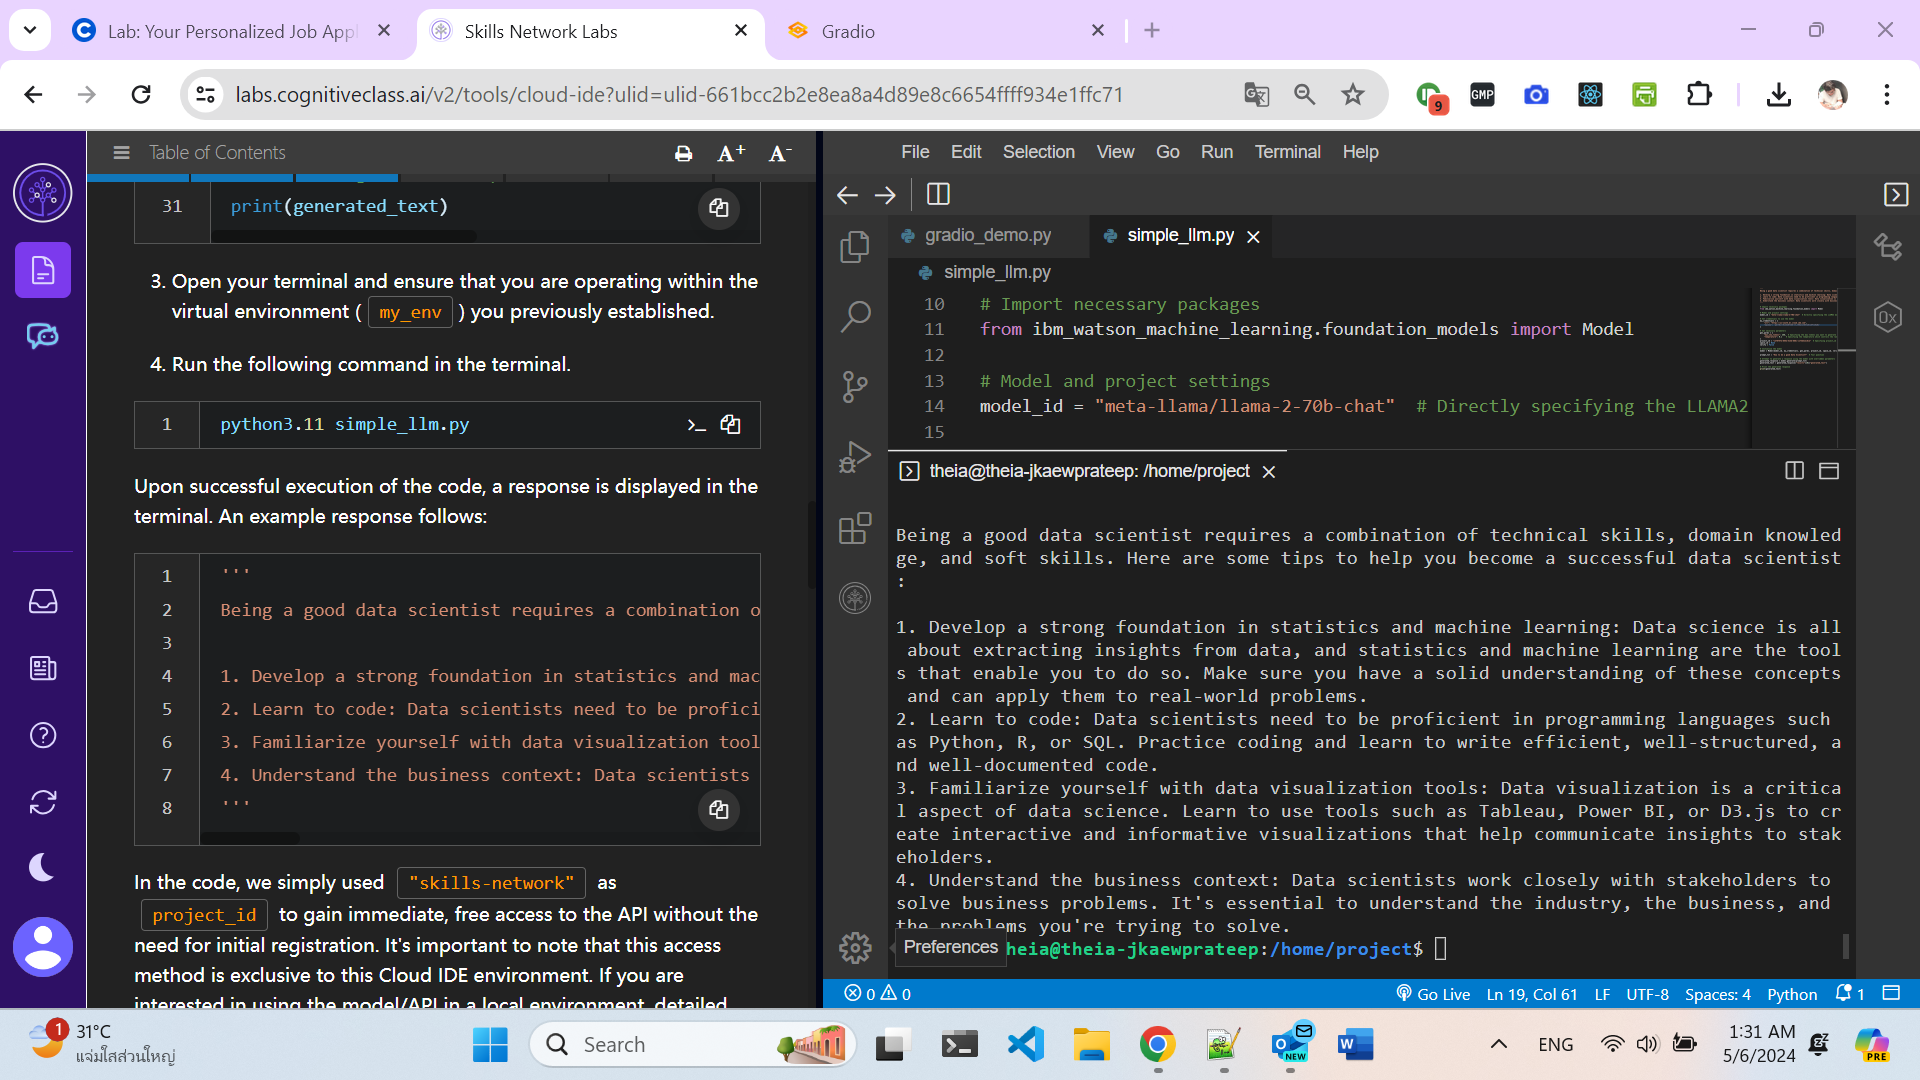 Lab: Your Personalized Job Appl
Skills Network Labs
Gradio
labs.cognitiveclass.ai/v2/tools/cloud-ide?ulid=ulid-661bcc2b2e8ea8a4d89e8c6654ffff934e1ffc71
9
GMP
Table of Contents
A+
A-
31 print(generated_text)
3. Open your terminal and ensure that you are operating within the
virtual environment ( my_env ) you previously established.
4. Run the following command in the terminal.
1 python3.11 simple_llm.py
Upon successful execution of the code, a response is displayed in the
terminal. An example response follows:
1 '''
2 Being a good data scientist requires a combination o
3
4 1. Develop a strong foundation in statistics and mac
5 2. Learn to code: Data scientists need to be profici
6 3. Familiarize yourself with data visualization tool
7 4. Understand the business context: Data scientists
8 '''
In the code, we simply used "skills-network" as
project_id to gain immediate, free access to the API without the
need for initial registration. It's important to note that this access
method is exclusive to this Cloud IDE environment. If you are
interested in using the model/API in a local environment, detailed
File Edit Selection View Go Run Terminal Help
gradio_demo.py
simple_llm.py
simple_llm.py
10 # Import necessary packages
11 from ibm_watson_machine_learning.foundation_models import Model
12
13 # Model and project settings
14 model_id = "meta-llama/llama-2-70b-chat" # Directly specifying the LLAMA2
15
theia@theia-jkaewprateep: /home/project
Being a good data scientist requires a combination of technical skills, domain knowled
ge, and soft skills. Here are some tips to help you become a successful data scientist
:
1. Develop a strong foundation in statistics and machine learning: Data science is all
about extracting insights from data, and statistics and machine learning are the tool
s that enable you to do so. Make sure you have a solid understanding of these concepts
and can apply them to real-world problems.
2. Learn to code: Data scientists need to be proficient in programming languages such
as Python, R, or SQL. Practice coding and learn to write efficient, well-structured, a
nd well-documented code.
3. Familiarize yourself with data visualization tools: Data visualization is a critica
l aspect of data science. Learn to use tools such as Tableau, Power BI, or D3.js to cr
eate interactive and informative visualizations that help communicate insights to stak
eholders.
4. Understand the business context: Data scientists work closely with stakeholders to
solve business problems. It's essential to understand the industry, the business, and
the problems you're trying to solve.
Preferences
heia@theia-jkaewprateep:/home/project$
0x
0 0
Go Live
Ln 19, Col 61
LF
UTF-8
Spaces: 4
Python
1
1
31°C
แจ่มใสส่วนใหญ่
Search
NEW
ENG
1:31 AM
5/6/2024
PRE